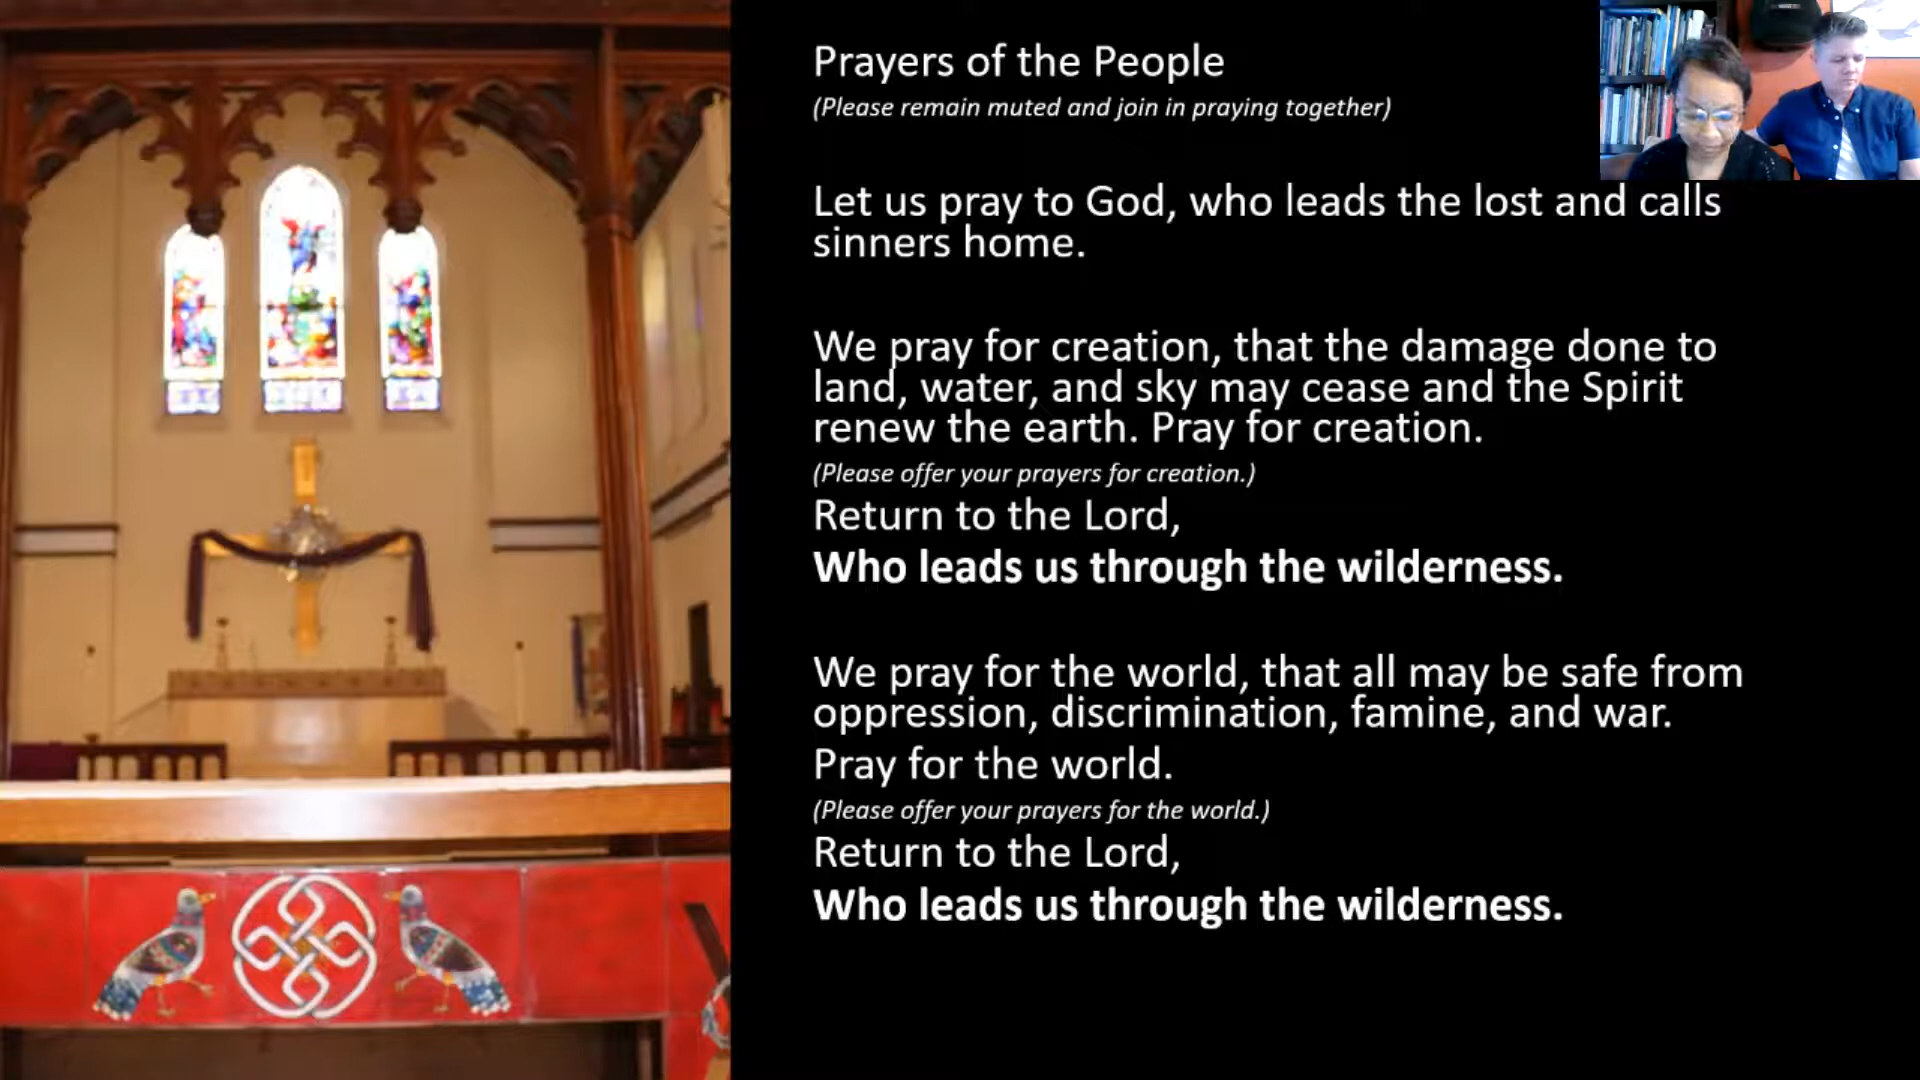 Prayers of the People
(Please remain muted and join in praying together)
Let us pray to God, who leads the lost and calls
sinners home.
We pray for creation, that the damage done to
land, water, and sky may cease and the Spirit
renew the earth. Pray for creation.
(Please offer your prayers for creation.)
Return to the Lord,
Who leads us through the wilderness.
We pray for the world, that all may be safe from
oppression, discrimination, famine, and war.
Pray for the world.
(Please offer your prayers for the world.)
Return to the Lord,
Who leads us through the wilderness.